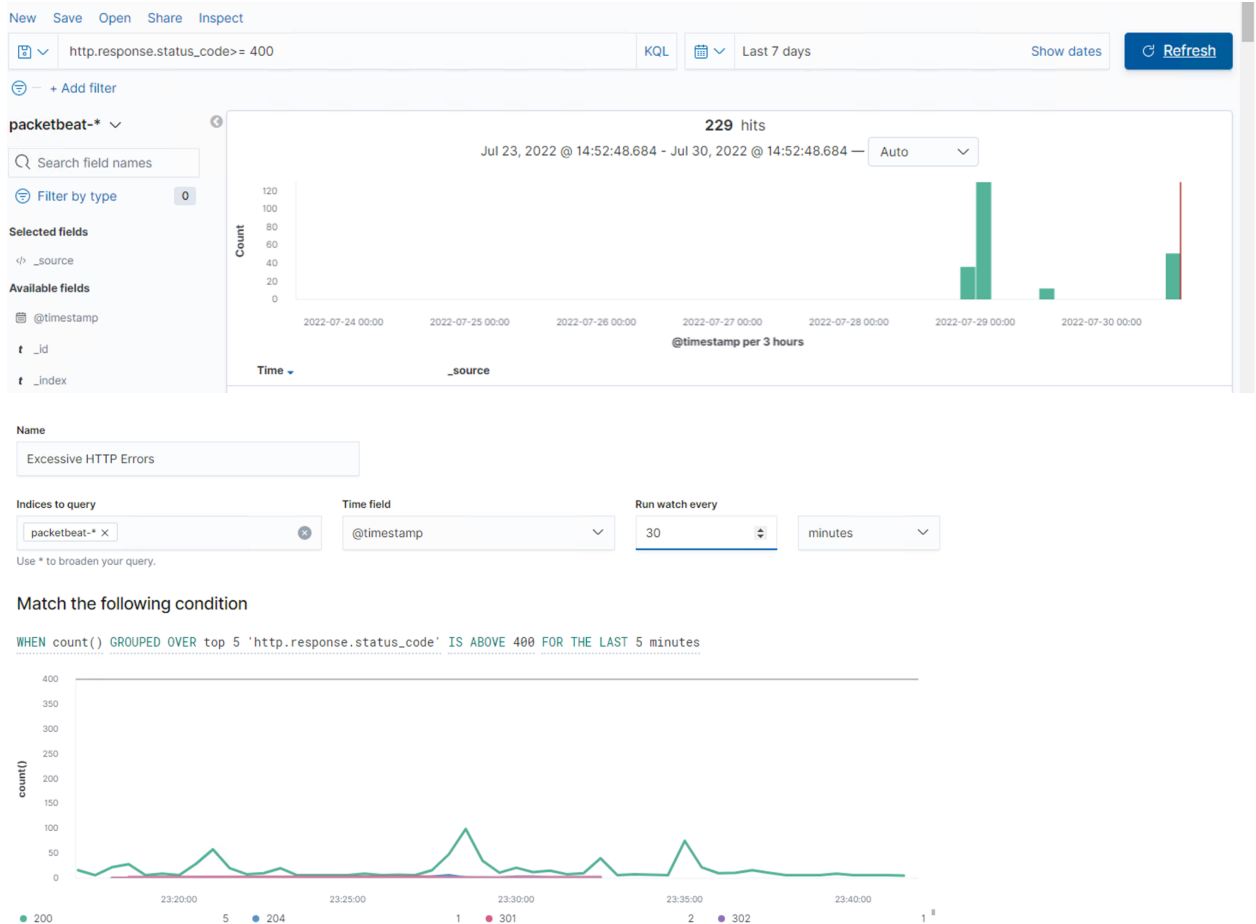 New Save Open Share Inspect
http.response.status_code>= 400 KQL Last 7 days Show dates Refresh
+ Add filter
packetbeat-*
229 hits
Jul 23, 2022 @ 14:52:48.684 - Jul 30, 2022 @ 14:52:48.684 — Auto
Search field names
Filter by type 0
Selected fields
</> _source
Available fields
@timestamp
t _id
t _index
Count
120
100
80
60
40
20
0
2022-07-24 00:00 2022-07-25 00:00 2022-07-26 00:00 2022-07-27 00:00 2022-07-28 00:00 2022-07-29 00:00 2022-07-30 00:00
@timestamp per 3 hours
Time _source
Name
Excessive HTTP Errors
Indices to query Time field Run watch every
packetbeat-* × @timestamp 30 minutes
Use * to broaden your query.
Match the following condition
WHEN count() GROUPED OVER top 5 'http.response.status_code' IS ABOVE 400 FOR THE LAST 5 minutes
count()
400
350
300
250
200
150
100
50
0
23:20:00 23:25:00 23:30:00 23:35:00 23:40:00
200 5 204 1 301 2 302 1